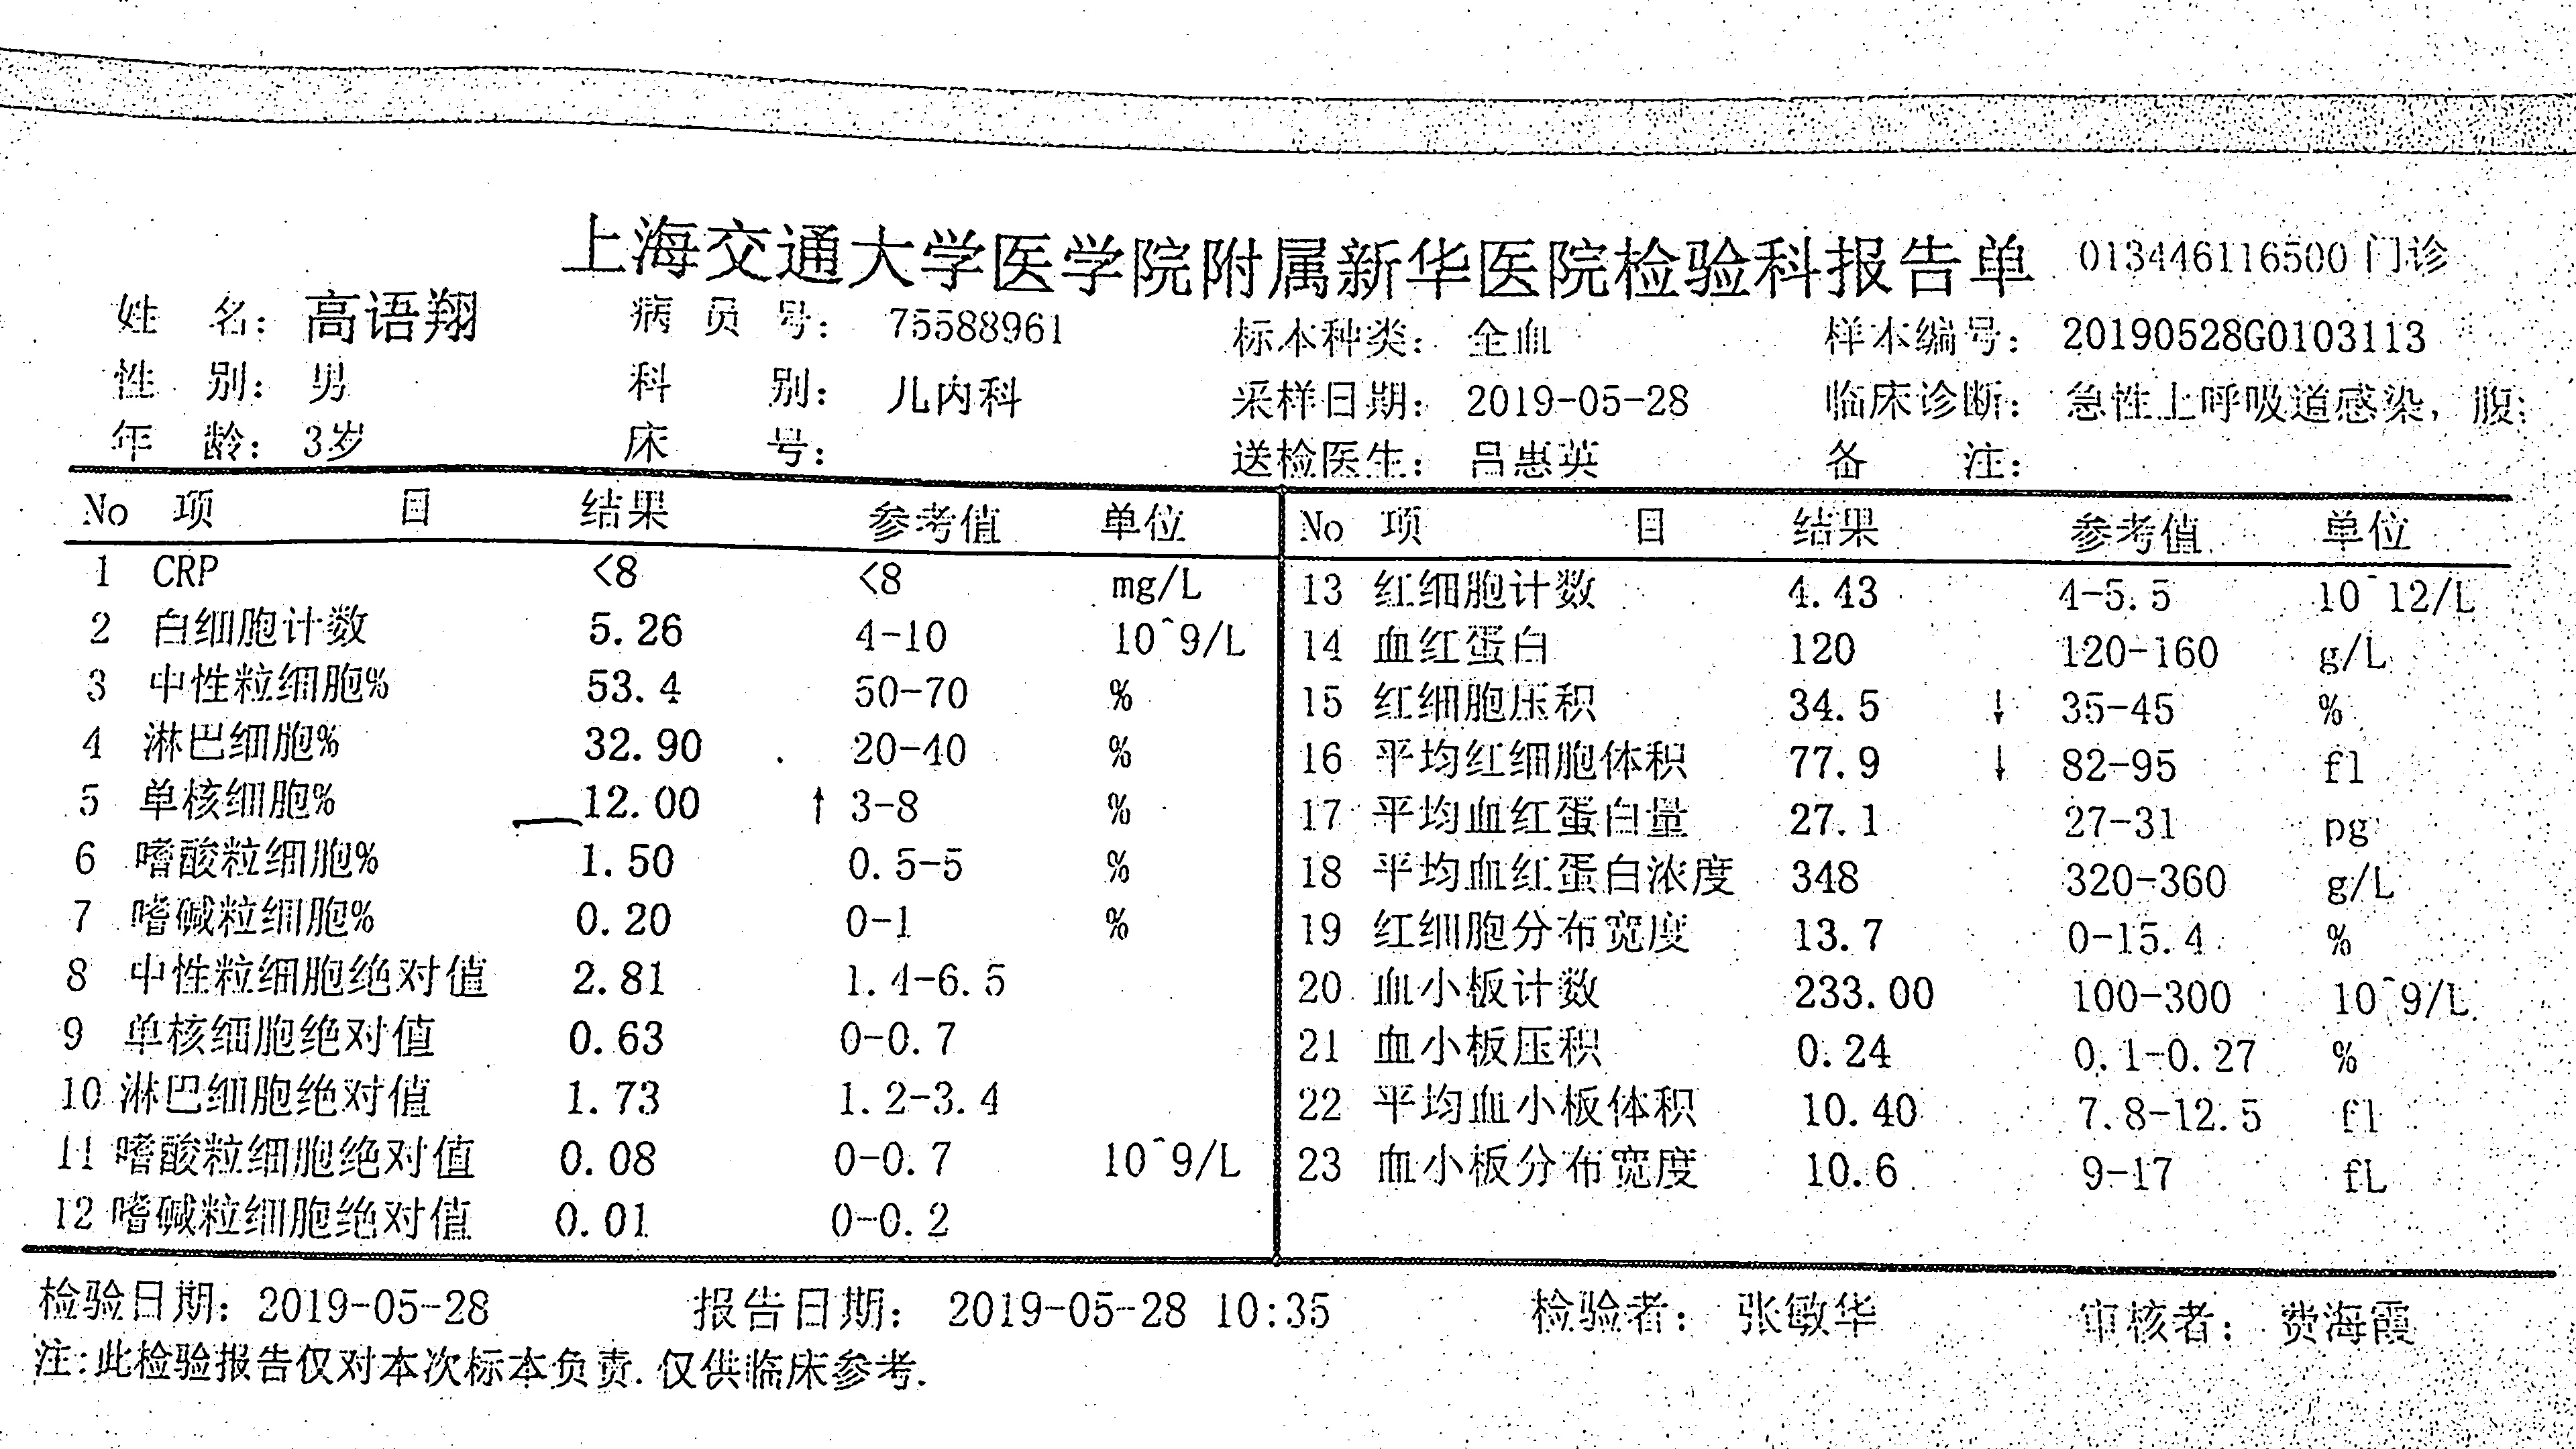 上海交通大学医学院附属新华医院检验科报告单 013446116500门诊
姓 名: 高语翔 病 员 号: 75588961 标本种类: 全血 样本编号: 20190528G0103113
性 别: 男 科 别: 儿内科 采样日期: 2019-05-28 临床诊断: 急性上呼吸道感染, 腹:
年 龄: 3岁 床 号: 送检医生: 吕惠英 备 注:
No 项 目 结果 参考值 单位 No 项 目 结果 参考值 单位
1 CRP <8 <8 mg/L 13 红细胞计数 4.43 4-5.5 10^12/L
2 白细胞计数 5.26 4-10 10^9/L 14 血红蛋白 120 120-160 g/L
3 中性粒细胞% 53.4 50-70 % 15 红细胞压积 34.5 ↓ 35-45 %
4 淋巴细胞% 32.90 20-40 % 16 平均红细胞体积 77.9 ↓ 82-95 fl
5 单核细胞% 12.00 ↑ 3-8 % 17 平均血红蛋白量 27.1 27-31 pg
6 嗜酸粒细胞% 1.50 0.5-5 % 18 平均血红蛋白浓度 348 320-360 g/L
7 嗜碱粒细胞% 0.20 0-1 % 19 红细胞分布宽度 13.7 0-15.4 %
8 中性粒细胞绝对值 2.81 1.4-6.5 20 血小板计数 233.00 100-300 10^9/L
9 单核细胞绝对值 0.63 0-0.7 21 血小板压积 0.24 0.1-0.27 %
10 淋巴细胞绝对值 1.73 1.2-3.4 22 平均血小板体积 10.40 7.8-12.5 fl
11 嗜酸粒细胞绝对值 0.08 0-0.7 10^9/L 23 血小板分布宽度 10.6 9-17 fL
12 嗜碱粒细胞绝对值 0.01 0-0.2
检验日期: 2019-05-28 报告日期: 2019-05-28 10:35 检验者: 张敏华 审核者: 费海霞
注:此检验报告仅对本次标本负责.仅供临床参考.